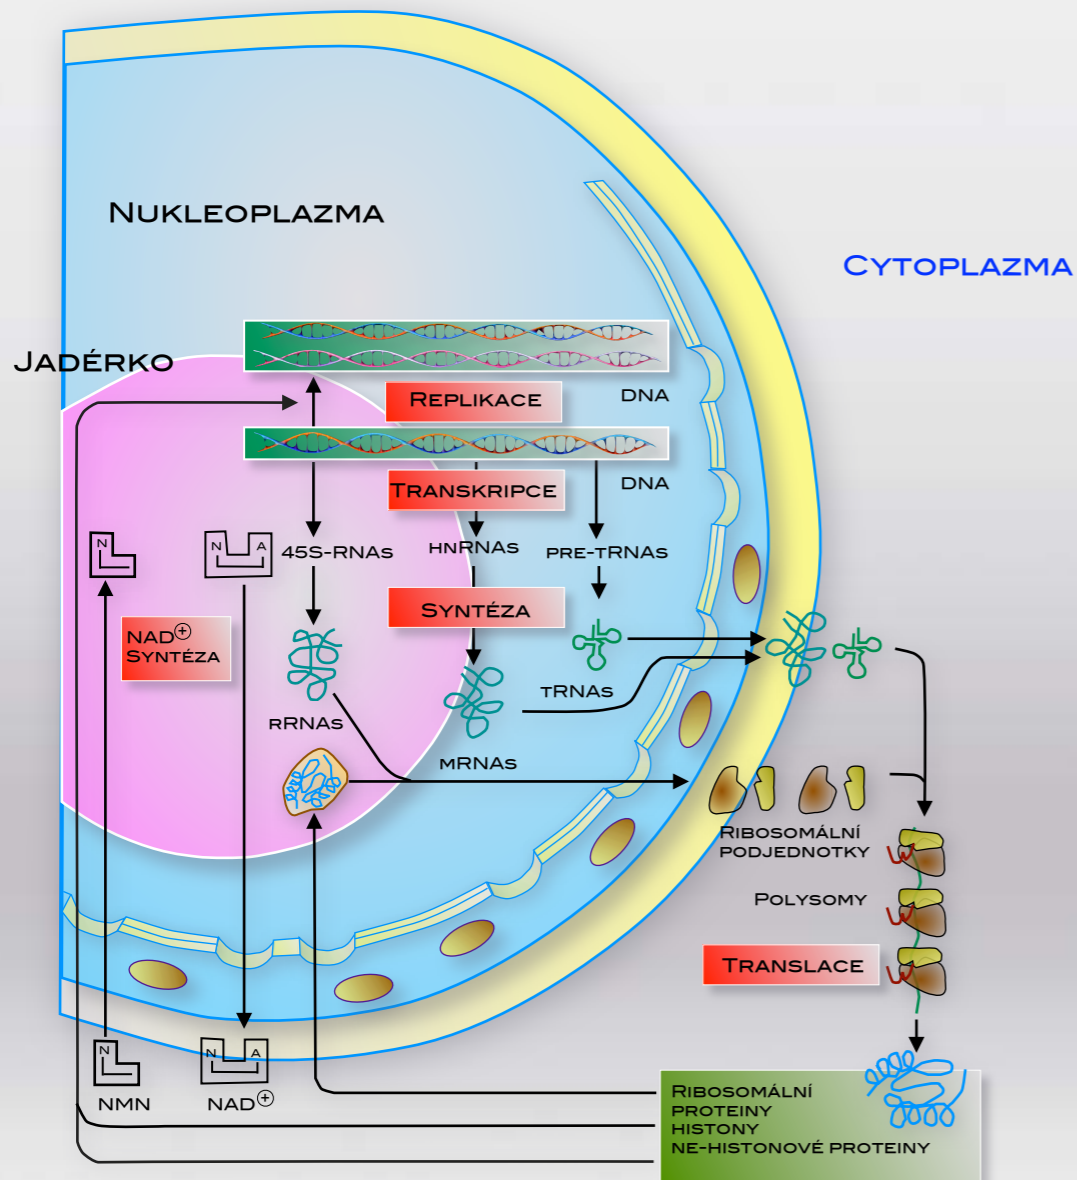 Nukleoplazma
Cytoplazma
Jadérko
Replikace
DNA
Transkripce
DNA
N
N A
45S-RNAs
hnRNAs
pre-tRNAs
Syntéza
NAD⊕
Syntéza
tRNAs
rRNAs
mRNAs
Ribosomální
podjednotky
Polysomy
Translace
N
N A
NMN
NAD⊕
Ribosomální
proteiny
histony
ne-histonové proteiny